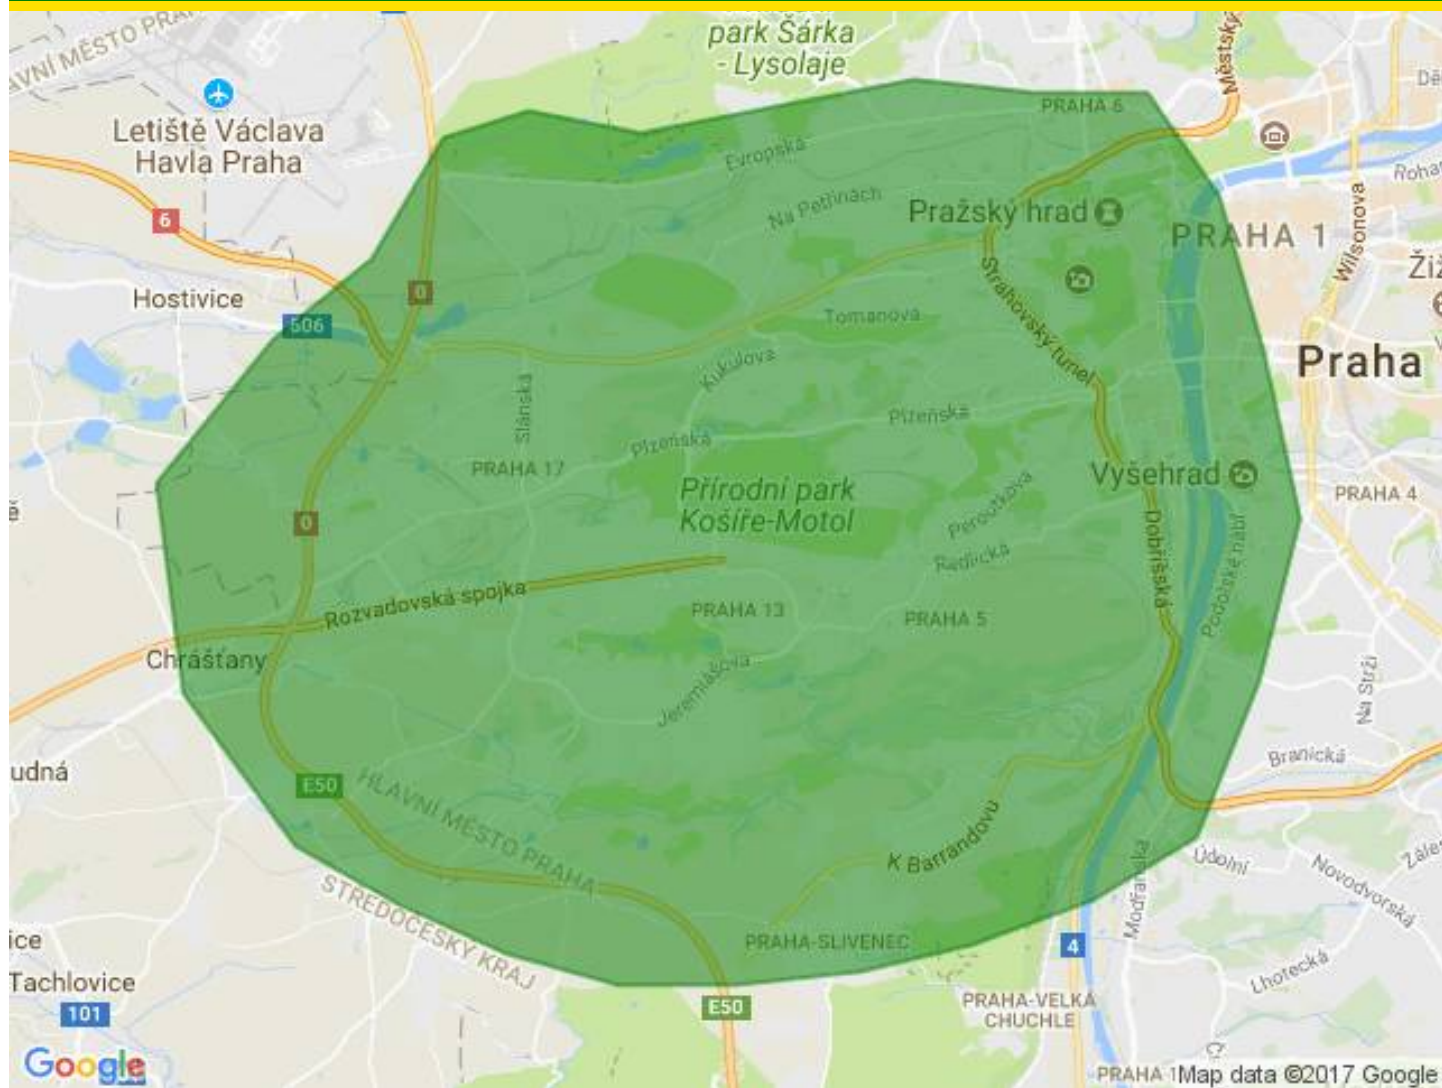 HLAVNÍ MĚSTO PRA
park Šárka
- Lysolaje
Městský
Dě
PRAHA 6
Letiště Václava
Havla Praha
Evropská
Roha
Na Petřinách
Pražský hrad
PRAHA 1
Wilsonova
6
Žiž
Hostivice
0
Strahovský tunel
606
Tomanova
Praha
Kukulova
Slánská
Plzeňská
Plzeňská
PRAHA 17
Vyšehrad
Přírodní park
Košíře-Motol
PRAHA 4
Peroutkova
0
Radlická
Dobříšská
Podolské nábř
Rozvadovská spojka
PRAHA 13
PRAHA 5
Chrášťany
Jeremiášova
Na Strži
Branická
udná
E50
HLAVNÍ MĚSTO PRAHA
K Barrandovu
Údolní
Zále
Modřanská
Novodvorská
STŘEDOČESKÝ KRAJ
ice
PRAHA-SLIVENEC
4
Lhotecká
Tachlovice
101
E50
PRAHA-VELKÁ
CHUCHLE
Google
PRAHA 1
Map data ©2017 Google